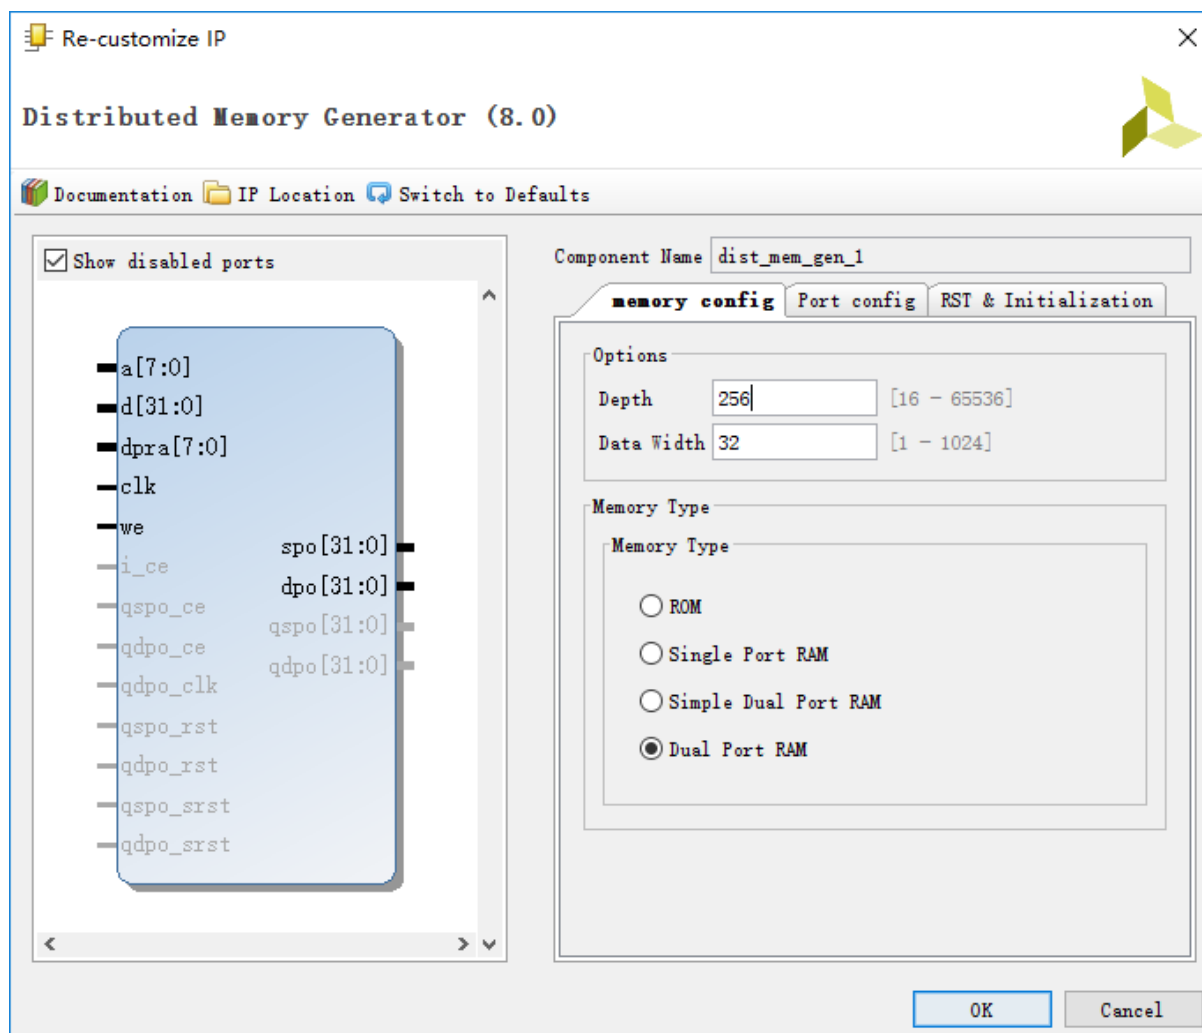 Re-customize IP
Distributed Memory Generator (8.0)
Documentation IP Location Switch to Defaults
Show disabled ports
a[7:0]
d[31:0]
dpra[7:0]
clk
we
i_ce
qspo_ce
qdpo_ce
qdpo_clk
qspo_rst
qdpo_rst
qspo_srst
qdpo_srst
spo[31:0]
dpo[31:0]
qspo[31:0]
qdpo[31:0]
Component Name dist_mem_gen_1
memory config Port config RST & Initialization
Options
Depth 256 [16 - 65536]
Data Width 32 [1 - 1024]
Memory Type
Memory Type
ROM
Single Port RAM
Simple Dual Port RAM
Dual Port RAM
OK Cancel